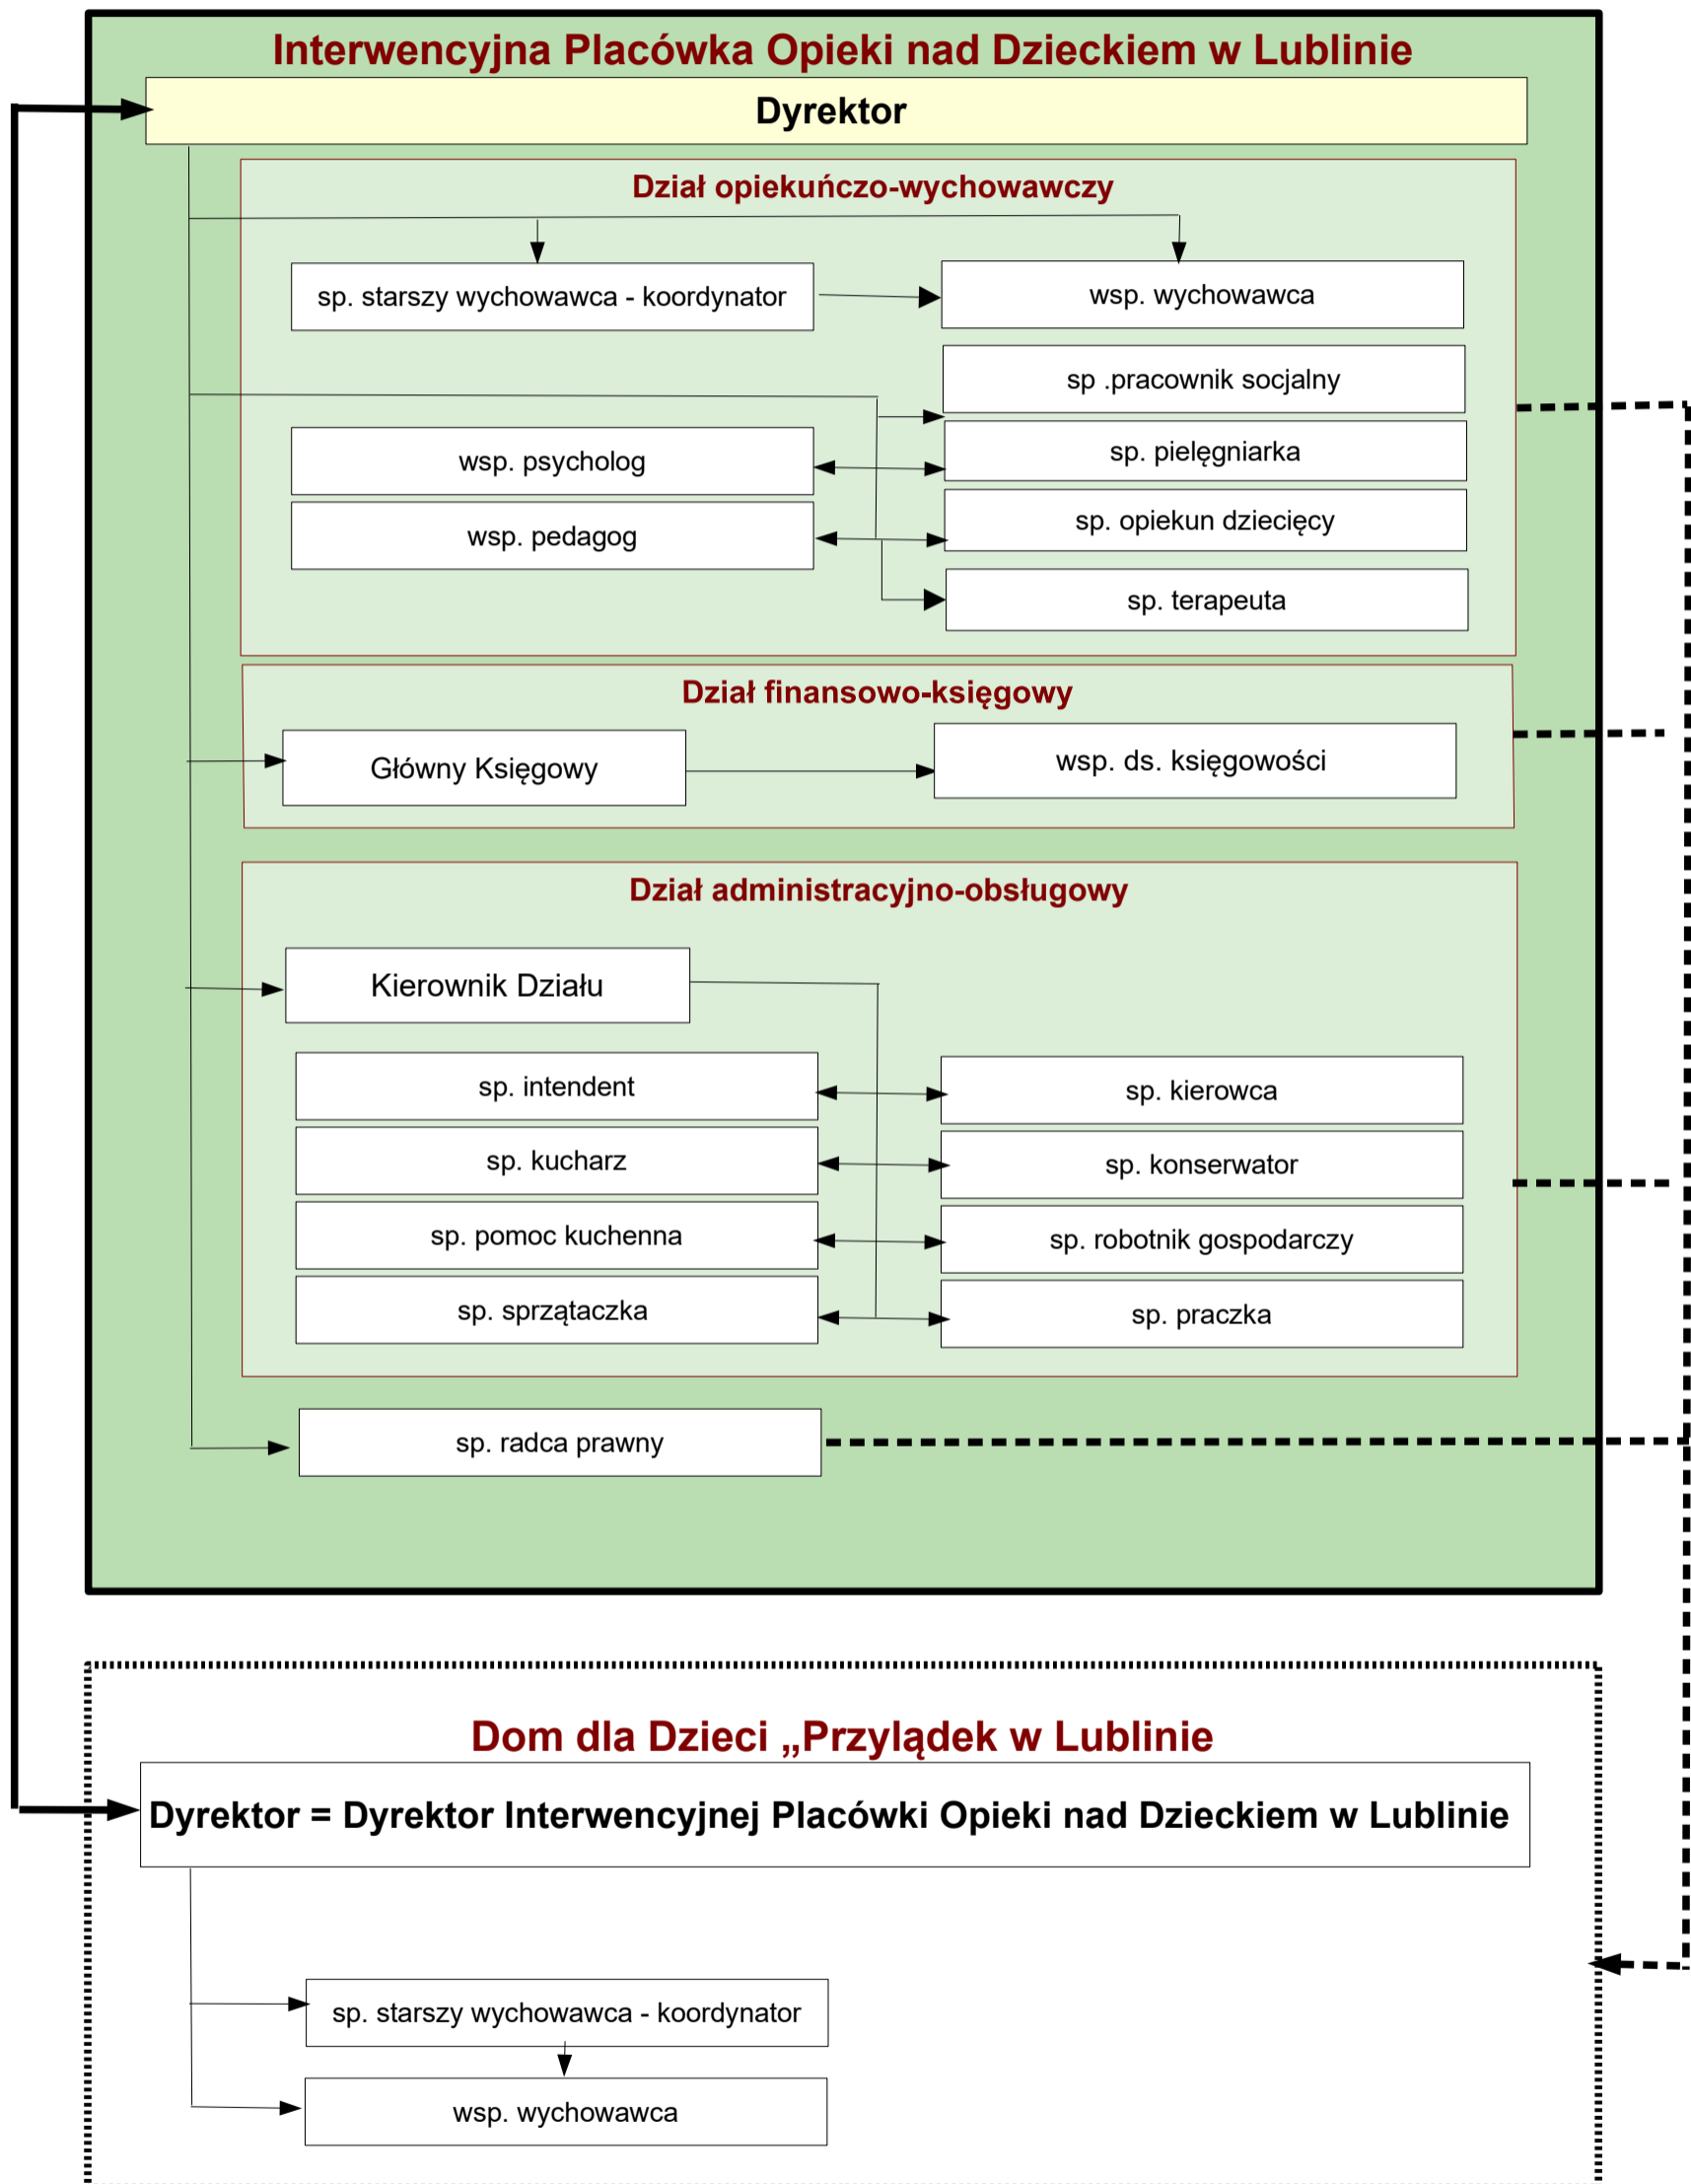 Interwencyjna Placówka Opieki nad Dzieckiem w Lublinie
Dyrektor
Dział opiekuńczo-wychowawczy
sp. starszy wychowawca - koordynator
wsp. wychowawca
sp .pracownik socjalny
wsp. psycholog
sp. pielęgniarka
wsp. pedagog
sp. opiekun dziecięcy
sp. terapeuta
Dział finansowo-księgowy
Główny Księgowy
wsp. ds. księgowości
Dział administracyjno-obsługowy
Kierownik Działu
sp. intendent
sp. kierowca
sp. kucharz
sp. konserwator
sp. pomoc kuchenna
sp. robotnik gospodarczy
sp. sprzątaczka
sp. praczka
sp. radca prawny
Dom dla Dzieci „Przylądek w Lublinie
Dyrektor = Dyrektor Interwencyjnej Placówki Opieki nad Dzieckiem w Lublinie
sp. starszy wychowawca - koordynator
wsp. wychowawca